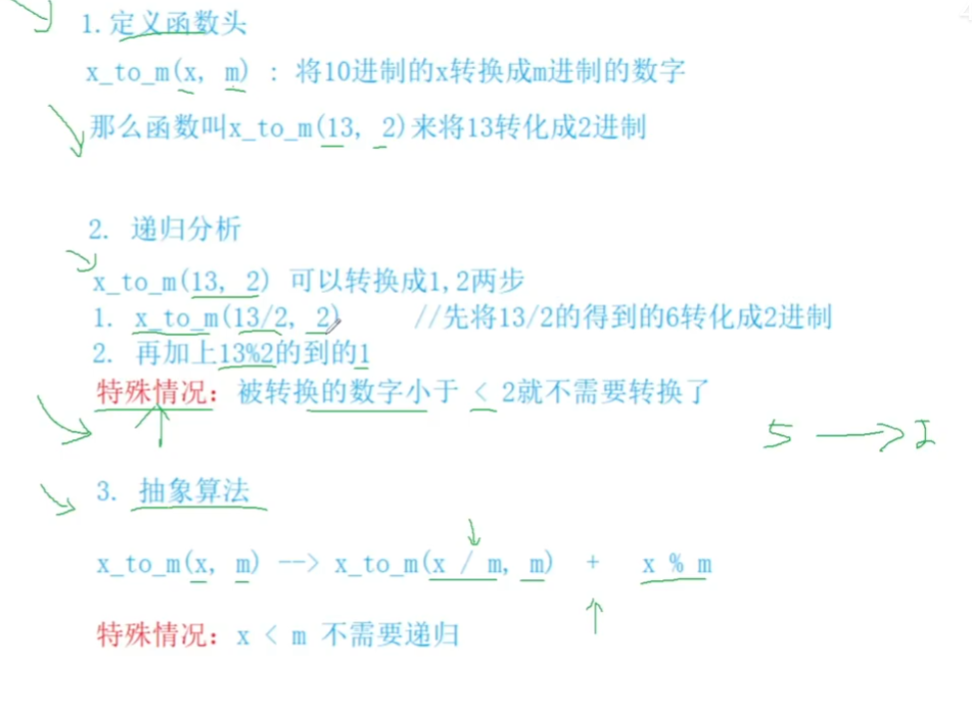 1.定义函数头
x_to_m(x, m) : 将10进制的x转换成m进制的数字
那么函数叫x_to_m(13, 2)来将13转化成2进制
2. 递归分析
x_to_m(13, 2) 可以转换成1,2两步
1. x_to_m(13/2, 2) //先将13/2的得到的6转化成2进制
2. 再加上13%2的到的1
特殊情况：被转换的数字小于 < 2就不需要转换了
5
3. 抽象算法
x_to_m(x, m) --> x_to_m(x / m, m) + x % m
特殊情况：x < m 不需要递归